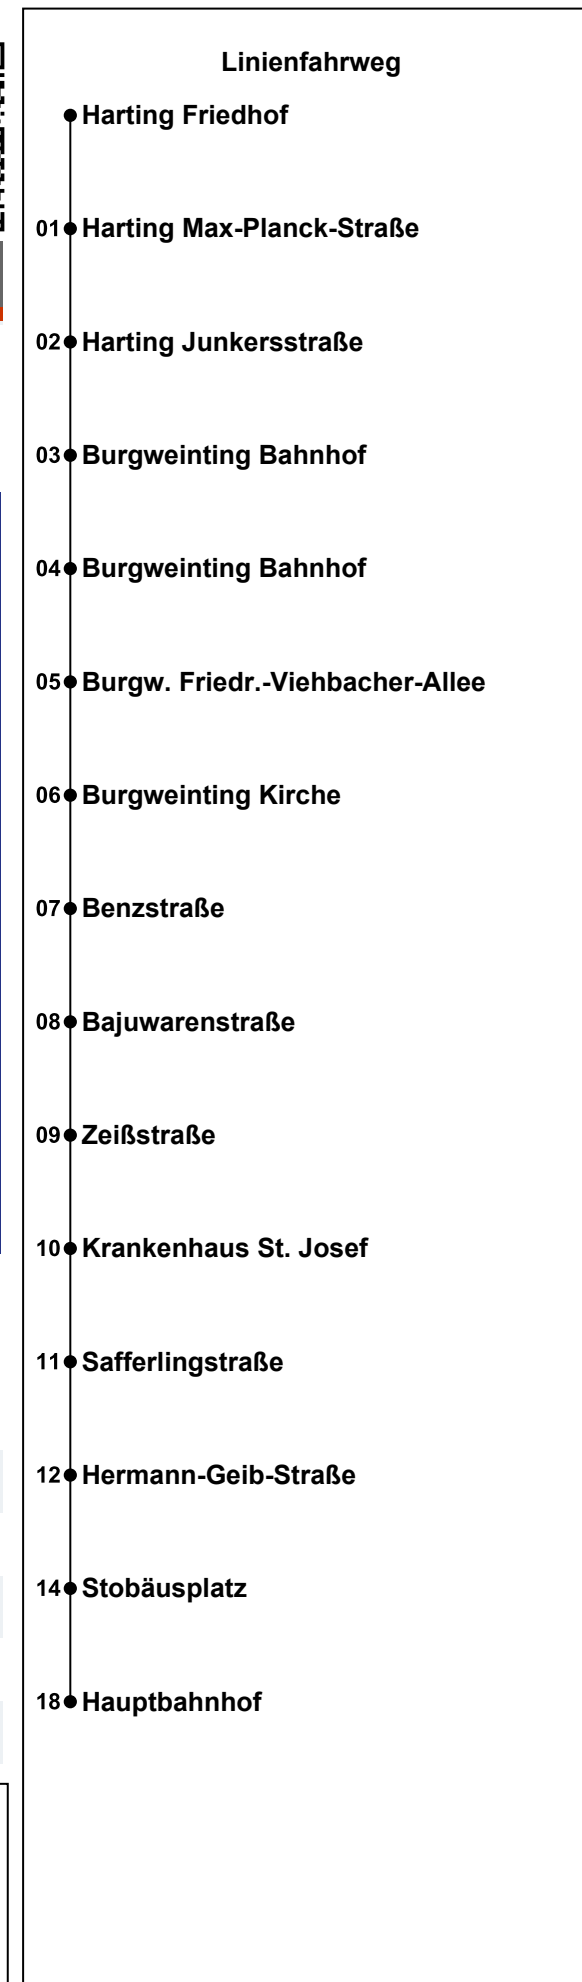 Linienfahrweg
Harting Friedhof
01 Harting Max-Planck-Straße
02 Harting Junkersstraße
03 Burgweinting Bahnhof
04 Burgweinting Bahnhof
05 Burgw. Friedr.-Viehbacher-Allee
06 Burgweinting Kirche
07 Benzstraße
08 Bajuwarenstraße
09 Zeißstraße
10 Krankenhaus St. Josef
11 Safferlingstraße
12 Hermann-Geib-Straße
14 Stobäusplatz
18 Hauptbahnhof